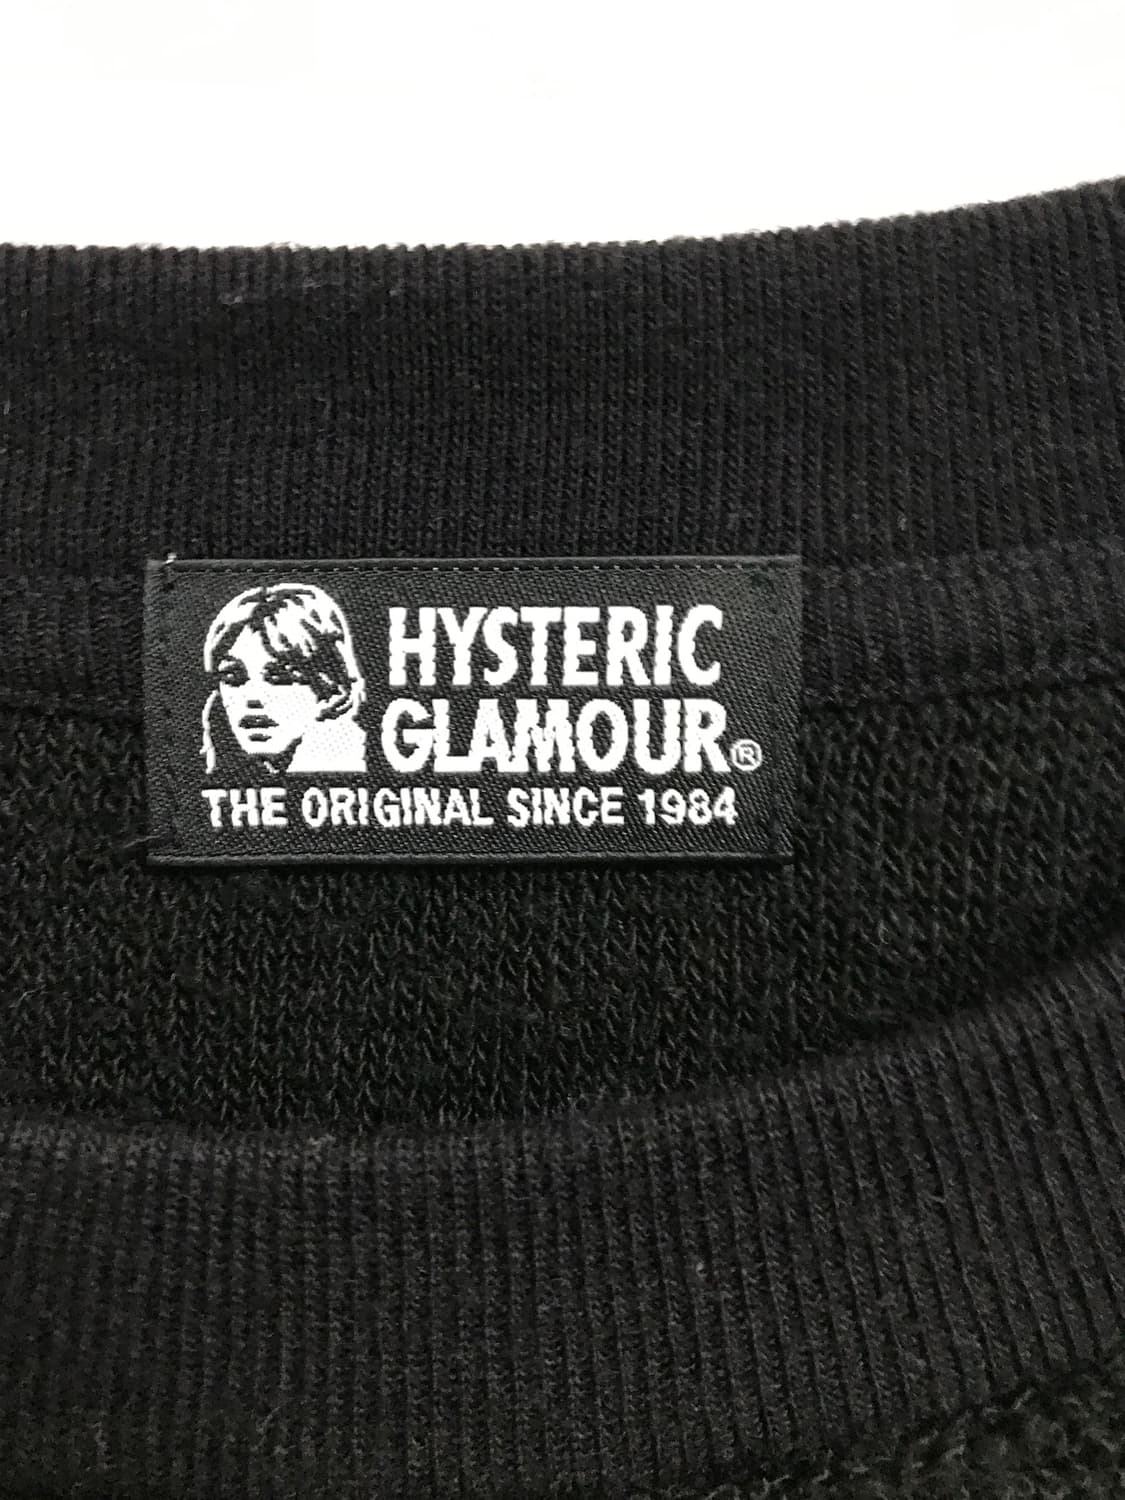 HYSTERIC
GLAMOUR®
THE ORIGINAL SINCE 1984